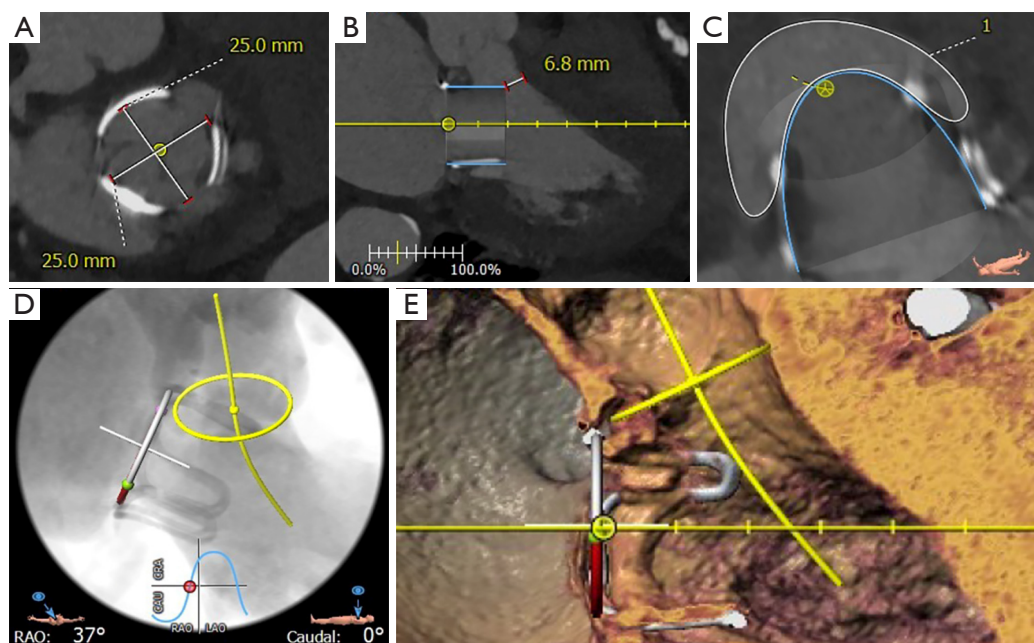 A
25.0 mm
25.0 mm
B
6.8 mm
0.0%
100.0%
C
1
D
CAU CRA
RAO LAO
RAO: 37°
Caudal: 0°
E